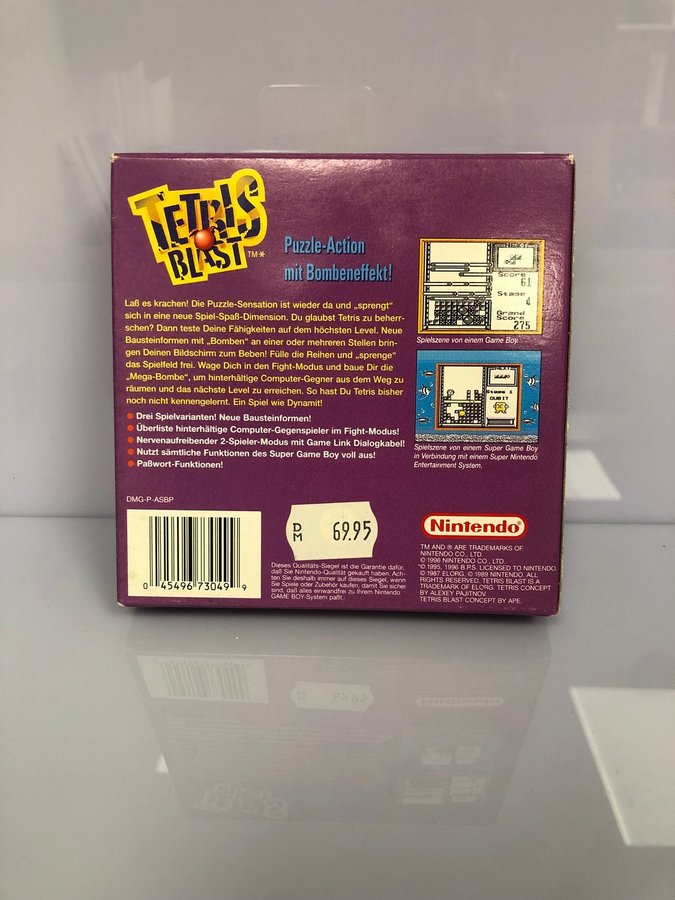 TETRIS
BLAST™*
Puzzle-Action
mit Bombeneffekt!
Laß es krachen! Die Puzzle-Sensation ist wieder da und „sprengt"
sich in eine neue Spiel-Spaß-Dimension. Du glaubst Tetris zu beherr-
schen? Dann teste Deine Fähigkeiten auf dem höchsten Level. Neue
Bausteinformen mit „Bomben" an einer oder mehreren Stellen brin-
gen Deinen Bildschirm zum Beben! Fülle die Reihen und „sprenge"
das Spielfeld frei. Wage Dich in den Fight-Modus und baue Dir die
„Mega-Bombe", um hinterhältige Computer-Gegner aus dem Weg zu
räumen und das nächste Level zu erreichen. So hast Du Tetris bisher
noch nicht kennengelernt. Ein Spiel wie Dynamit!
● Drei Spielvarianten! Neue Bausteinformen!
● Überliste hinterhältige Computer-Gegenspieler im Fight-Modus!
● Nervenaufreibender 2-Spieler-Modus mit Game Link Dialogkabel!
● Nutzt sämtliche Funktionen des Super Game Boy voll aus!
● Paßwort-Funktionen!
NEXT
Score
61
Stage
4
Grand
Score
275
Spielszene von einem Game Boy.
Stage 1
Spielszene von einem Super Game Boy
in Verbindung mit einem Super Nintendo
Entertainment System.
DMG-P-ASBP
0 45496 73049 9
DM 69.95
Dieses Qualitäts-Siegel ist die Garantie dafür,
daß Sie Nintendo-Qualität gekauft haben. Ach-
ten Sie deshalb immer auf dieses Siegel, wenn
Sie Spiele oder Zubehör kaufen, damit Sie sicher
sind, daß alles einwandfrei zu Ihrem Nintendo
GAME BOY-System paßt.
Nintendo®
TM AND ® ARE TRADEMARKS OF
NINTENDO CO., LTD.
© 1996 NINTENDO CO., LTD.
*© 1995, 1996 B.P.S. LICENSED TO NINTENDO.
© 1987 ELORG. © 1989 NINTENDO. ALL
RIGHTS RESERVED. TETRIS BLAST IS A
TRADEMARK OF ELORG. TETRIS CONCEPT
BY ALEXEY PAJITNOV.
TETRIS BLAST CONCEPT BY APE.